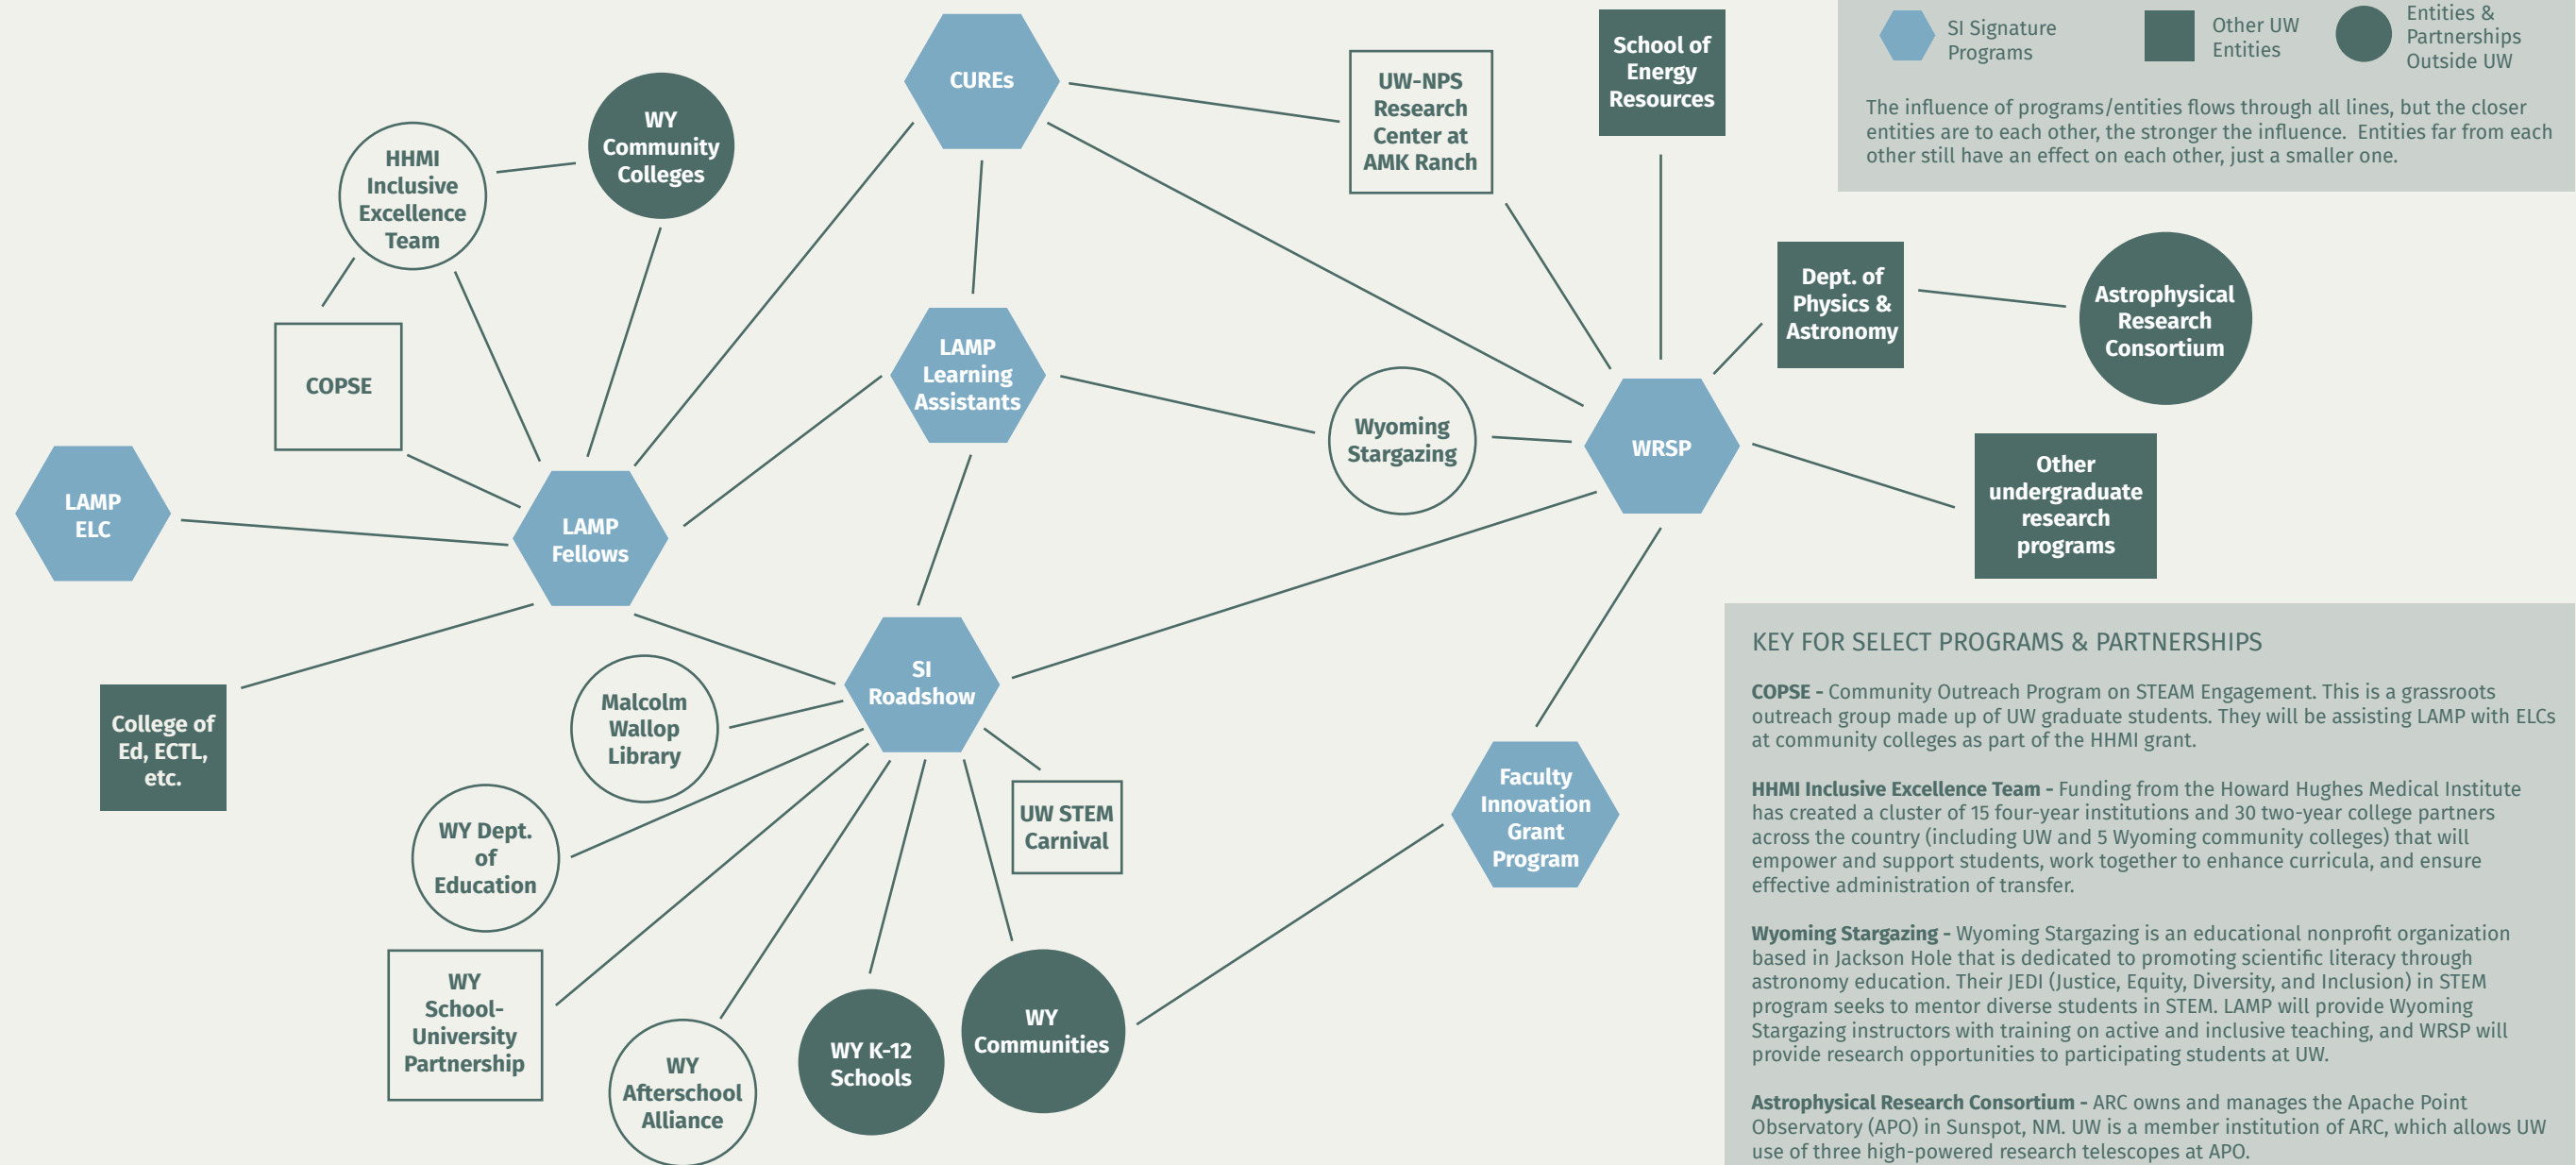 CUREs
UW-NPS
Research
Center at
AMK Ranch
School of
Energy
Resources
SI Signature
Programs
Other UW
Entities
Entities &
Partnerships
Outside UW
The influence of programs/entities flows through all lines, but the closer
entities are to each other, the stronger the influence. Entities far from each
other still have an effect on each other, just a smaller one.
WY
Community
Colleges
HHMI
Inclusive
Excellence
Team
COPSE
LAMP
Learning
Assistants
Wyoming
Stargazing
WRSP
Dept. of
Physics &
Astronomy
Astrophysical
Research
Consortium
Other
undergraduate
research
programs
LAMP
ELC
LAMP
Fellows
College of
Ed, ECTL,
etc.
SI
Roadshow
Malcolm
Wallop
Library
WY Dept.
of
Education
UW STEM
Carnival
Faculty
Innovation
Grant
Program
WY
School-
University
Partnership
WY
Afterschool
Alliance
WY K-12
Schools
WY
Communities
KEY FOR SELECT PROGRAMS & PARTNERSHIPS
COPSE - Community Outreach Program on STEAM Engagement. This is a grassroots
outreach group made up of UW graduate students. They will be assisting LAMP with ELCs
at community colleges as part of the HHMI grant.
HHMI Inclusive Excellence Team - Funding from the Howard Hughes Medical Institute
has created a cluster of 15 four-year institutions and 30 two-year college partners
across the country (including UW and 5 Wyoming community colleges) that will
empower and support students, work together to enhance curricula, and ensure
effective administration of transfer.
Wyoming Stargazing - Wyoming Stargazing is an educational nonprofit organization
based in Jackson Hole that is dedicated to promoting scientific literacy through
astronomy education. Their JEDI (Justice, Equity, Diversity, and Inclusion) in STEM
program seeks to mentor diverse students in STEM. LAMP will provide Wyoming
Stargazing instructors with training on active and inclusive teaching, and WRSP will
provide research opportunities to participating students at UW.
Astrophysical Research Consortium - ARC owns and manages the Apache Point
Observatory (APO) in Sunspot, NM. UW is a member institution of ARC, which allows UW
use of three high-powered research telescopes at APO.